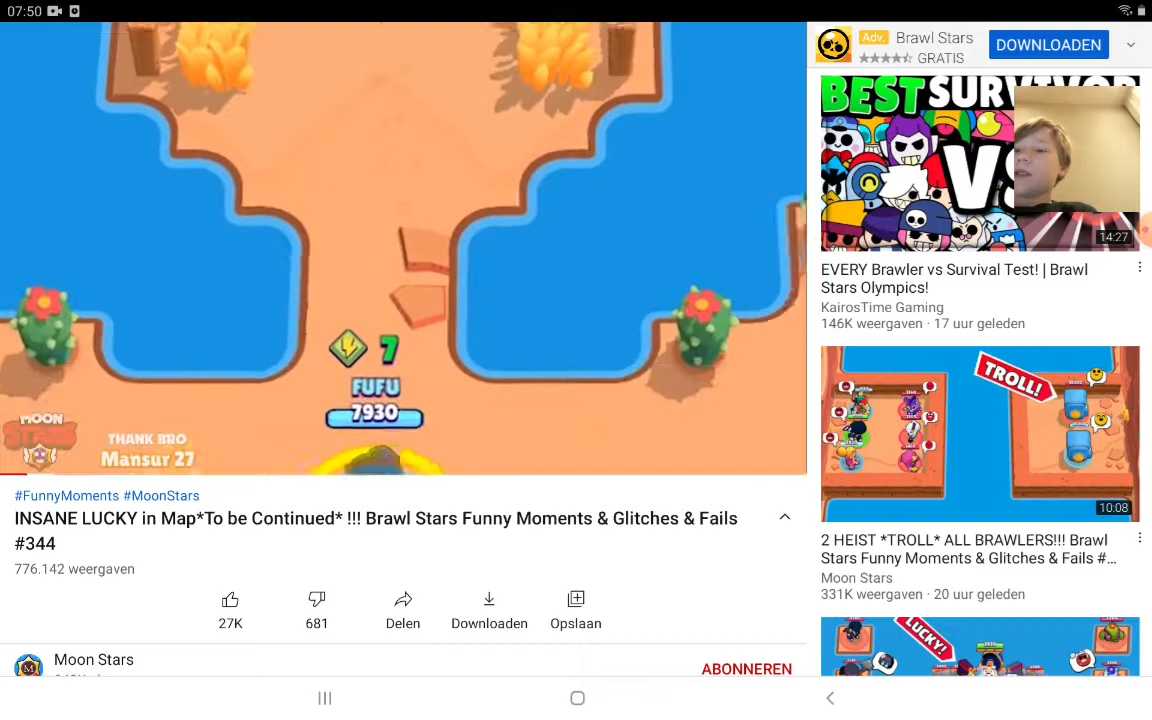 07:50
7
FUFU
7930
MOON
STARS
THANK BRO
Mansur 27
#FunnyMoments #MoonStars
INSANE LUCKY in Map*To be Continued* !!! Brawl Stars Funny Moments & Glitches & Fails
#344
776.142 weergaven
27K
681
Delen
Downloaden
Opslaan
Moon Stars
ABONNEREN
Adv. Brawl Stars
GRATIS
DOWNLOADEN
BEST SURVIVOR
VS
14:27
EVERY Brawler vs Survival Test! | Brawl
Stars Olympics!
KairosTime Gaming
146K weergaven · 17 uur geleden
TROLL!
10:08
2 HEIST *TROLL* ALL BRAWLERS!!! Brawl
Stars Funny Moments & Glitches & Fails #...
Moon Stars
331K weergaven · 20 uur geleden
LUCKY!